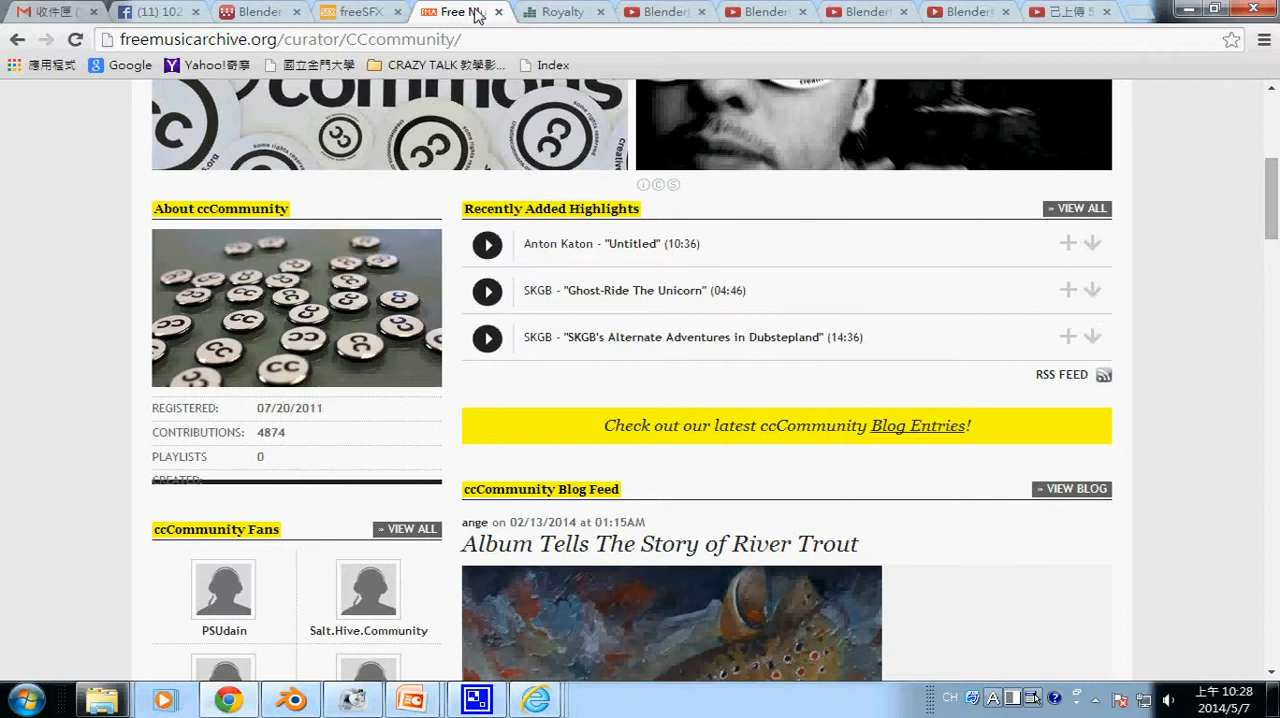 收件匣 (
(11) 102
Blender
freeSFX
Free Mu
Royalty
Blender
Blender
Blender
Blender
已上傳 5
freemusicarchive.org/curator/CCcommunity/
應用程式 Google Yahoo!奇摩 國立金門大學 CRAZY TALK 教學影... Index
commons
About ccCommunity
Recently Added Highlights
» VIEW ALL
Anton Katon - "Untitled" (10:36)
SKGB - "Ghost-Ride The Unicorn" (04:46)
SKGB - "SKGB's Alternate Adventures in Dubstepland" (14:36)
RSS FEED
REGISTERED: 07/20/2011
CONTRIBUTIONS: 4874
PLAYLISTS 0
CREATED:
Check out our latest ccCommunity Blog Entries!
ccCommunity Blog Feed
» VIEW BLOG
ccCommunity Fans
» VIEW ALL
ange on 02/13/2014 at 01:15AM
Album Tells The Story of River Trout
PSUdain
Salt.Hive.Community
CH
上午 10:28
2014/5/7